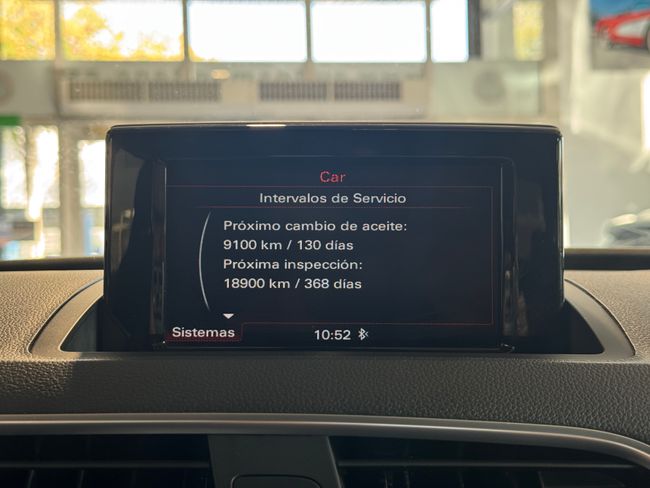 Car
Intervalos de Servicio
Próximo cambio de aceite:
9100 km / 130 días
Próxima inspección:
18900 km / 368 días
Sistemas
10:52